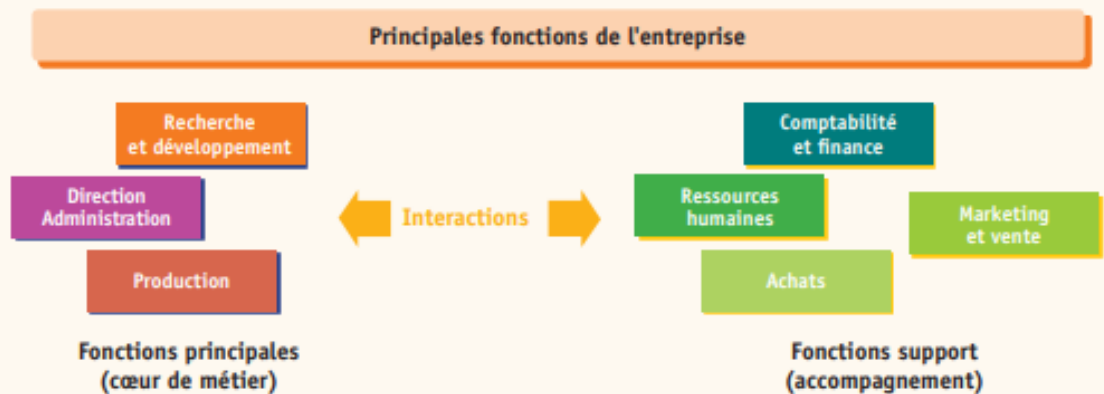 Principales fonctions de l'entreprise
Recherche
et développement
Direction
Administration
Production
Interactions
Comptabilité
et finance
Ressources
humaines
Marketing
et vente
Achats
Fonctions principales
(cœur de métier)
Fonctions support
(accompagnement)